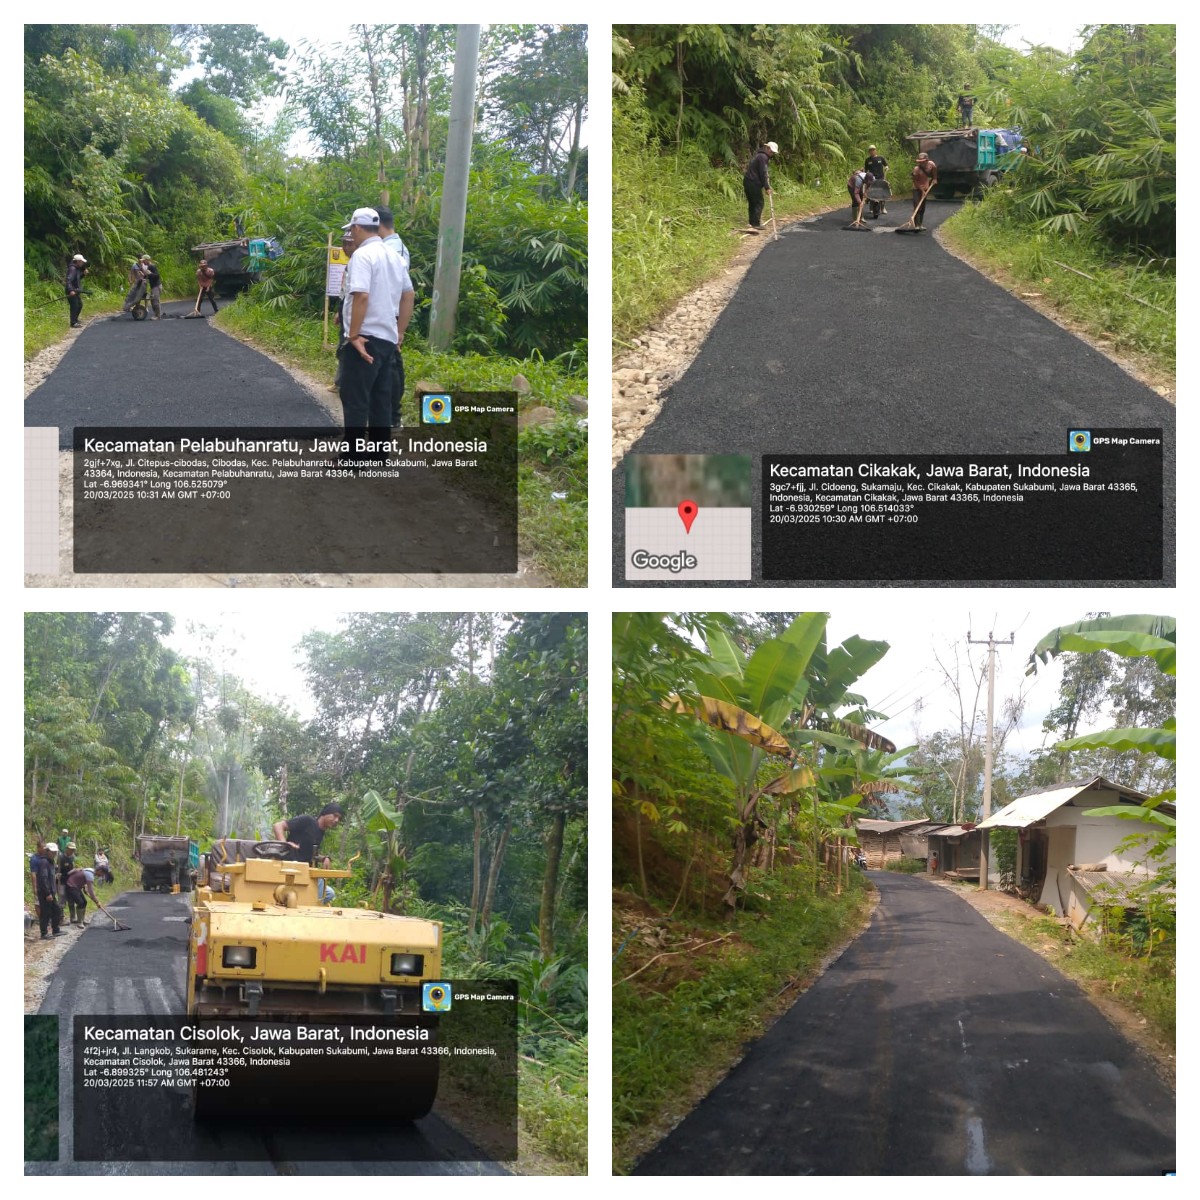 GPS Map Camera
Kecamatan Pelabuhanratu, Jawa Barat, Indonesia
2gjf+7xg, Jl. Citepus-cibodas, Cibodas, Kec. Pelabuhanratu, Kabupaten Sukabumi, Jawa Barat
43364, Indonesia, Kecamatan Pelabuhanratu, Jawa Barat 43364, Indonesia
Lat -6.969341° Long 106.525079°
20/03/2025 10:31 AM GMT +07:00
GPS Map Camera
Kecamatan Cikakak, Jawa Barat, Indonesia
3gc7+fjj, Jl. Cidoeng, Sukamaju, Kec. Cikakak, Kabupaten Sukabumi, Jawa Barat 43365,
Indonesia, Kecamatan Cikakak, Jawa Barat 43365, Indonesia
Lat -6.930259° Long 106.514033°
20/03/2025 10:30 AM GMT +07:00
Google
KAI
GPS Map Camera
Kecamatan Cisolok, Jawa Barat, Indonesia
4f2j+jr4, Jl. Langkob, Sukarame, Kec. Cisolok, Kabupaten Sukabumi, Jawa Barat 43366, Indonesia,
Kecamatan Cisolok, Jawa Barat 43366, Indonesia
Lat -6.899325° Long 106.481243°
20/03/2025 11:57 AM GMT +07:00